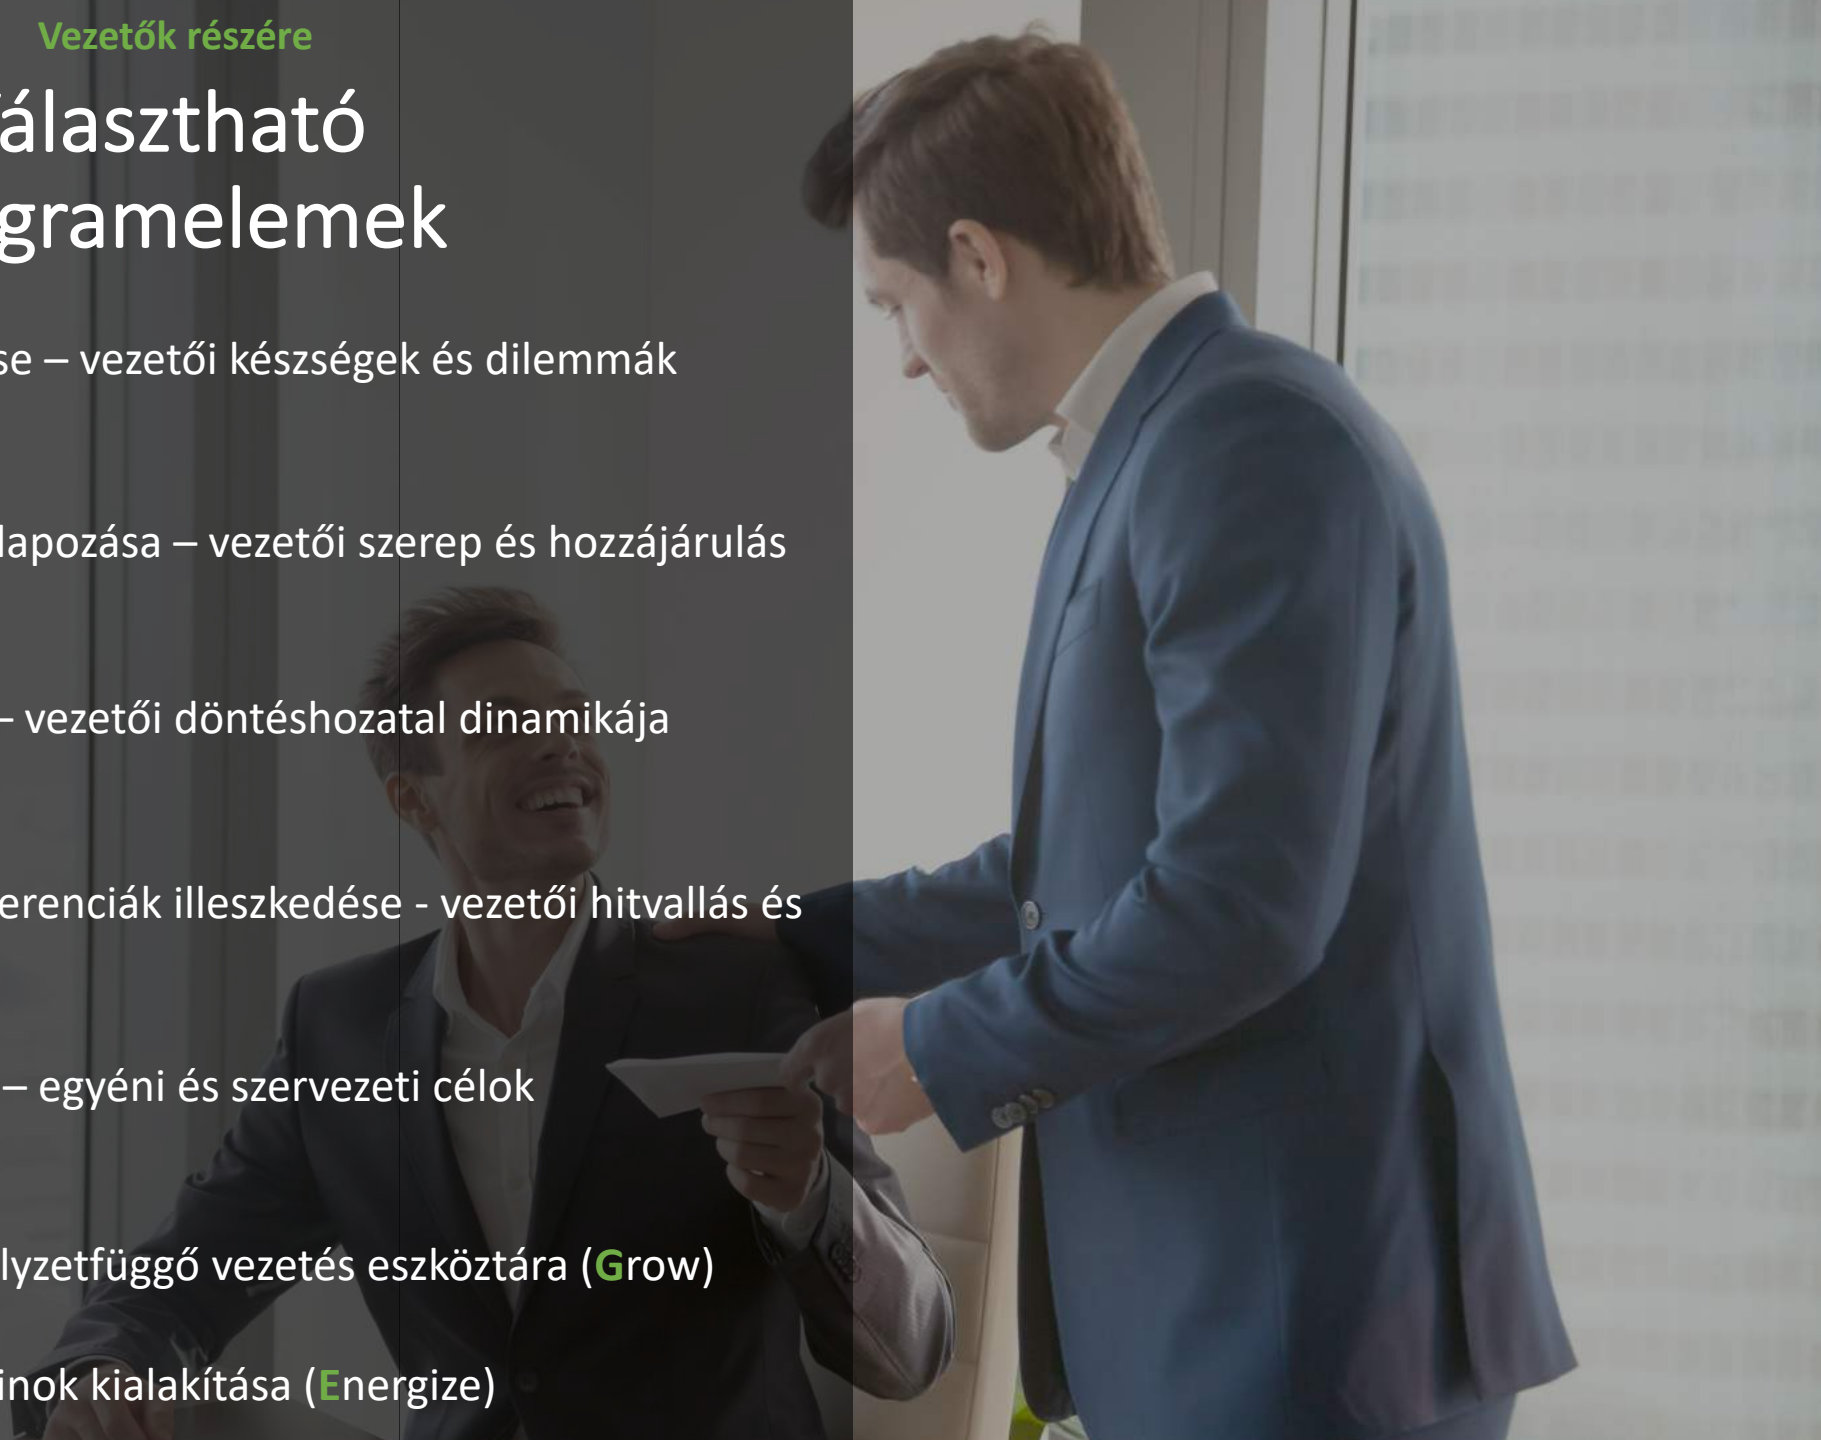 Vezetők részére
álasztható
gramelemek
se – vezetői készségek és dilemmák
lapozása – vezetői szerep és hozzájárulás
– vezetői döntéshozatal dinamikája
erenciák illeszkedése - vezetői hitvallás és
– egyéni és szervezeti célok
lyzetfüggő vezetés eszköztára (Grow)
inok kialakítása (Energize)